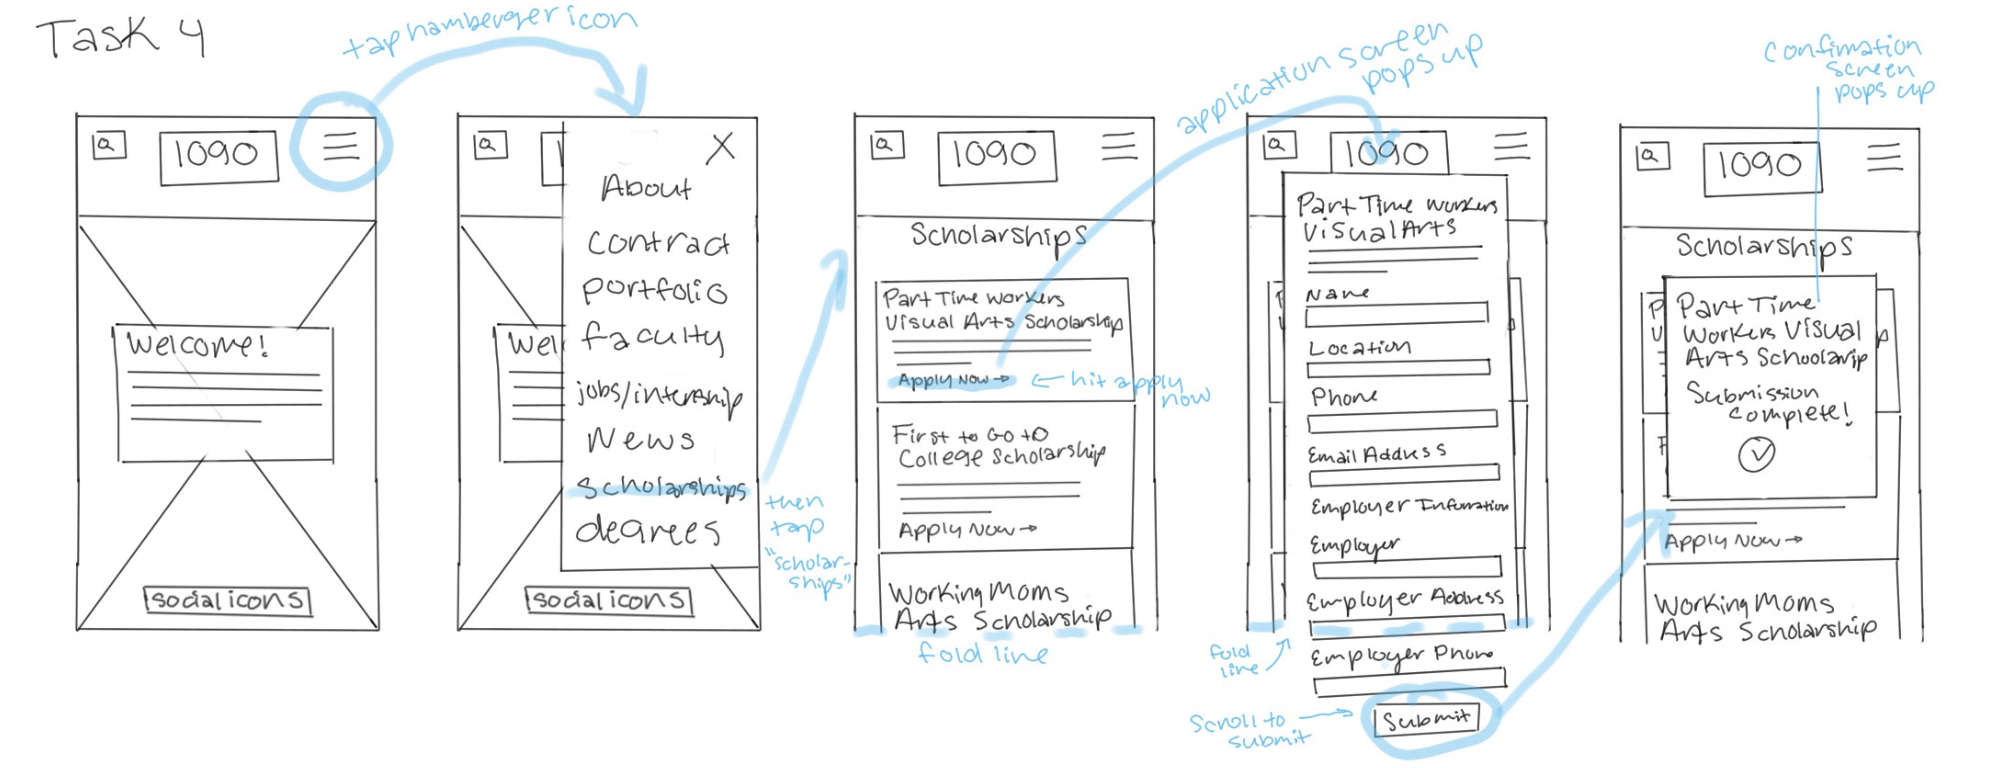 Task 4
tap hamberger icon
1090
Welcome!
social icons
Wel
X
About
contract
portfolio
faculty
jobs/internship
News
scholarships
degrees
social icons
then
tap
"scholar-
ships"
1090
Scholarships
Part Time Workers
Visual Arts Scholarship
Apply Now →
← hit apply
now
First to Go to
College Scholarship
Apply Now →
Working Moms
Arts Scholarship
fold line
application screen
pops up
1090
Part Time Workers
Visual Arts
Name
Location
Phone
Email Address
Employer Information
Employer
Employer Address
fold
line
Employer Phone
Scroll to
submit
Submit
confirmation
screen
pops up
1090
Scholarships
Part Time
Workers Visual
Arts Schoolarip
Submission
complete!
Apply Now →
Working Moms
Arts Scholarship